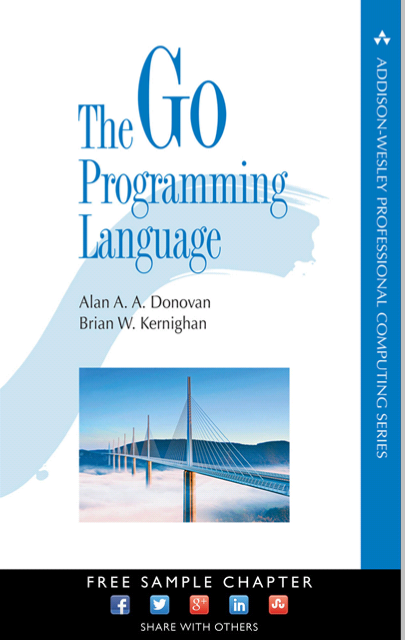 The Go
Programming
Language
Alan A. A. Donovan
Brian W. Kernighan
ADDISON-WESLEY PROFESSIONAL COMPUTING SERIES
FREE SAMPLE CHAPTER
f
g+
in
SHARE WITH OTHERS